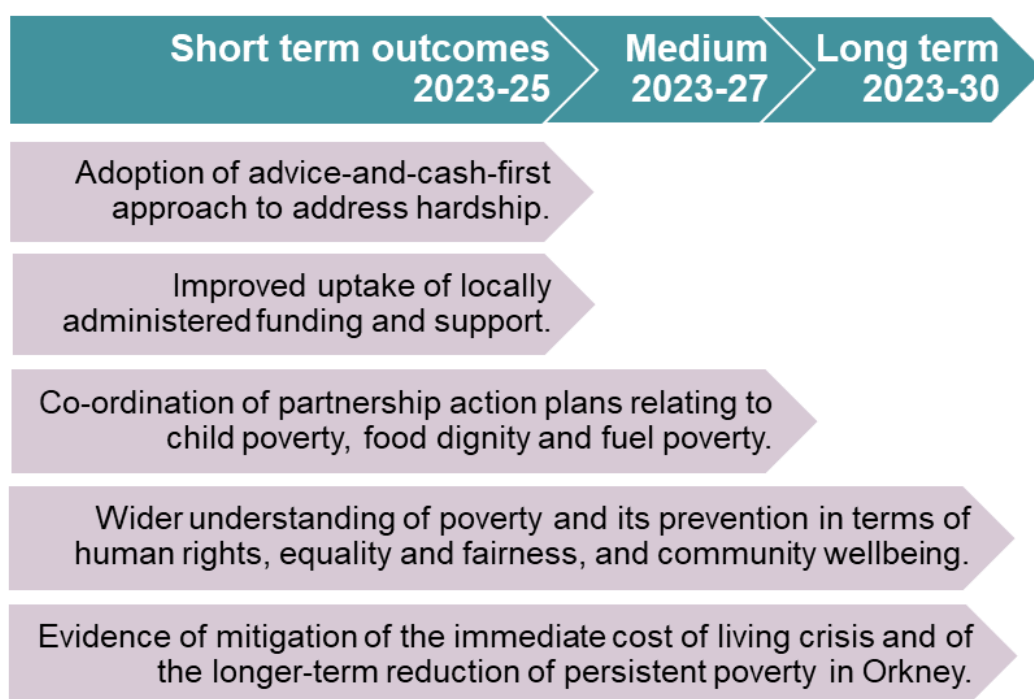 Short term outcomes
2023-25
Medium
2023-27
Long term
2023-30
Adoption of advice-and-cash-first
approach to address hardship.
Improved uptake of locally
administered funding and support.
Co-ordination of partnership action plans relating to
child poverty, food dignity and fuel poverty.
Wider understanding of poverty and its prevention in terms of
human rights, equality and fairness, and community wellbeing.
Evidence of mitigation of the immediate cost of living crisis and of
the longer-term reduction of persistent poverty in Orkney.